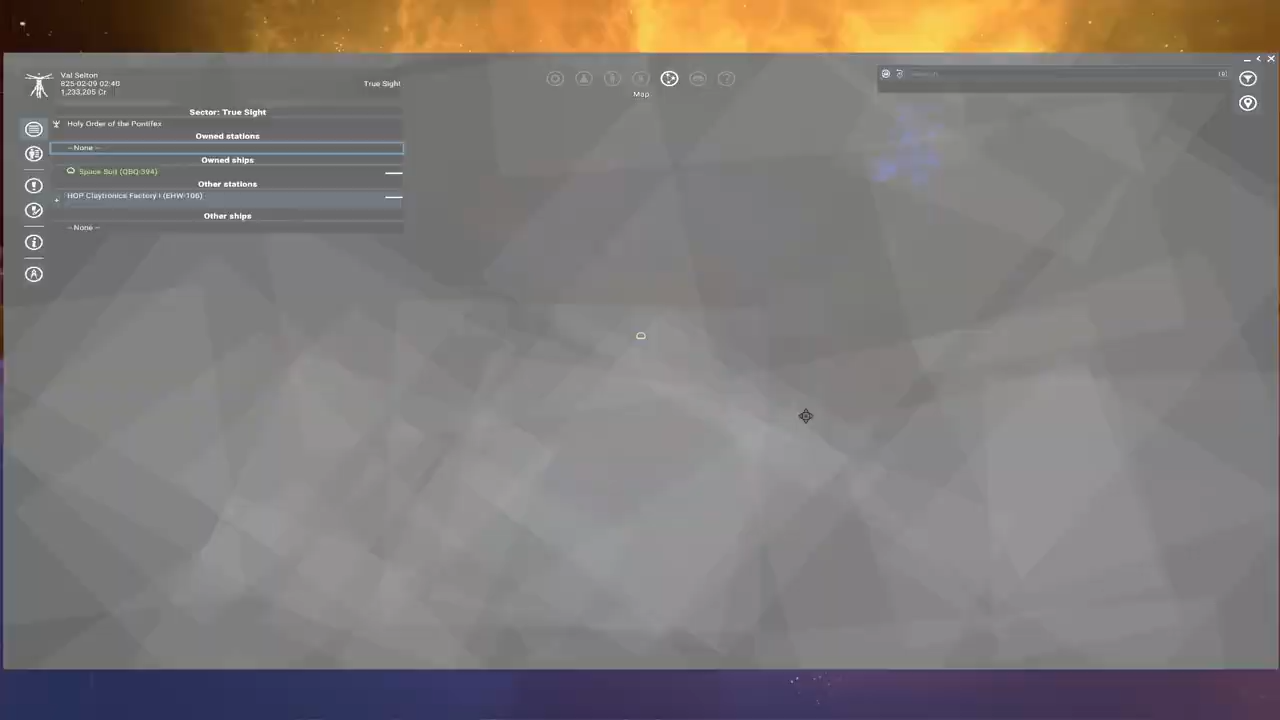 Val Selton
825-02-09 02:46
1,233,205 Cr
True Sight
Map
Sector: True Sight
Holy Order of the Pontifex
Owned stations
-- None --
Owned ships
Space Suit (QBQ-394)
Other stations
HOP Claytronics Factory I (EHW-106)
Other ships
-- None --